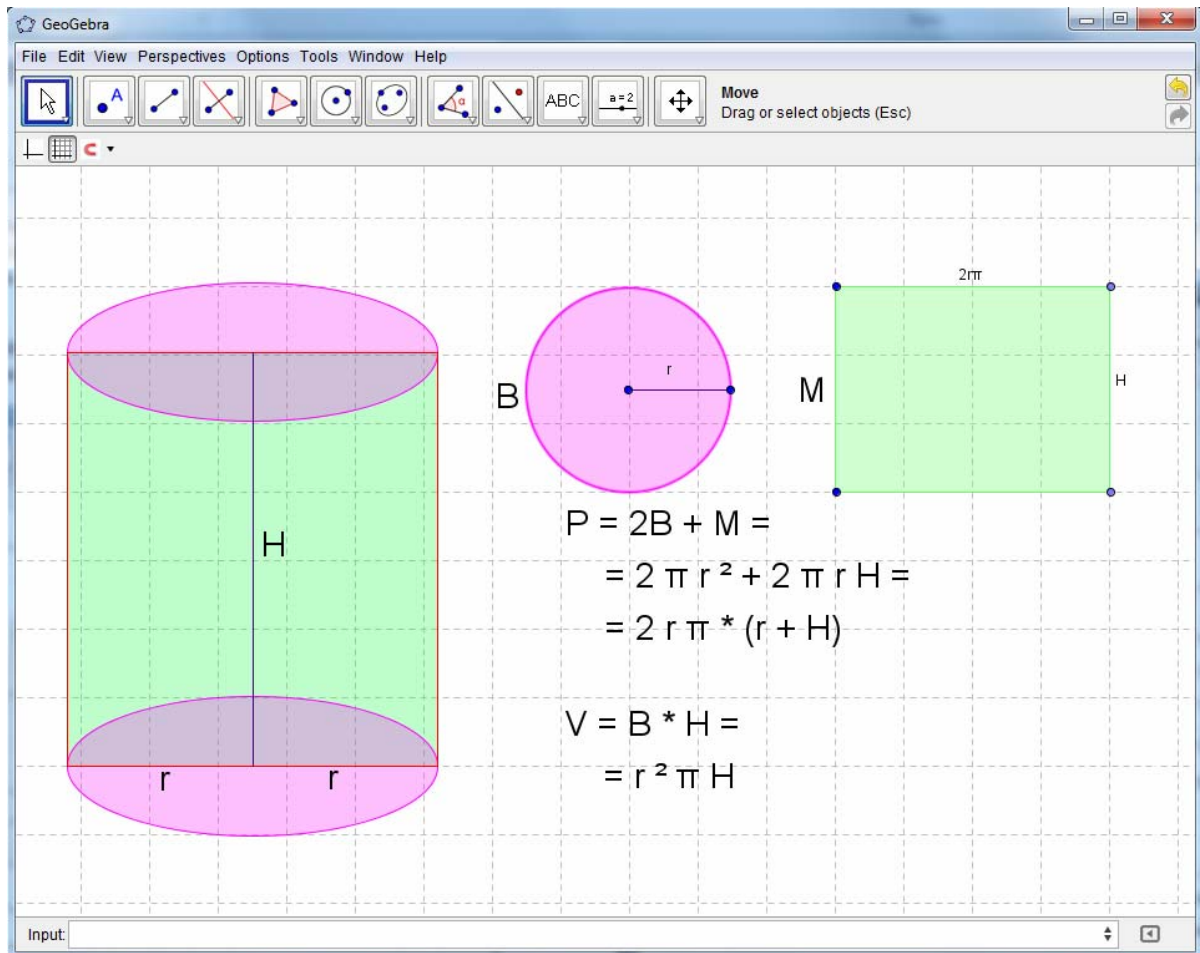 GeoGebra
File Edit View Perspectives Options Tools Window Help
A
α
ABC
a=2
Move
Drag or select objects (Esc)
2rπ
r
B
M
H
H
P = 2B + M =
= 2 π r ² + 2 π r H =
= 2 r π * (r + H)
V = B * H =
= r ² π H
r r
Input: